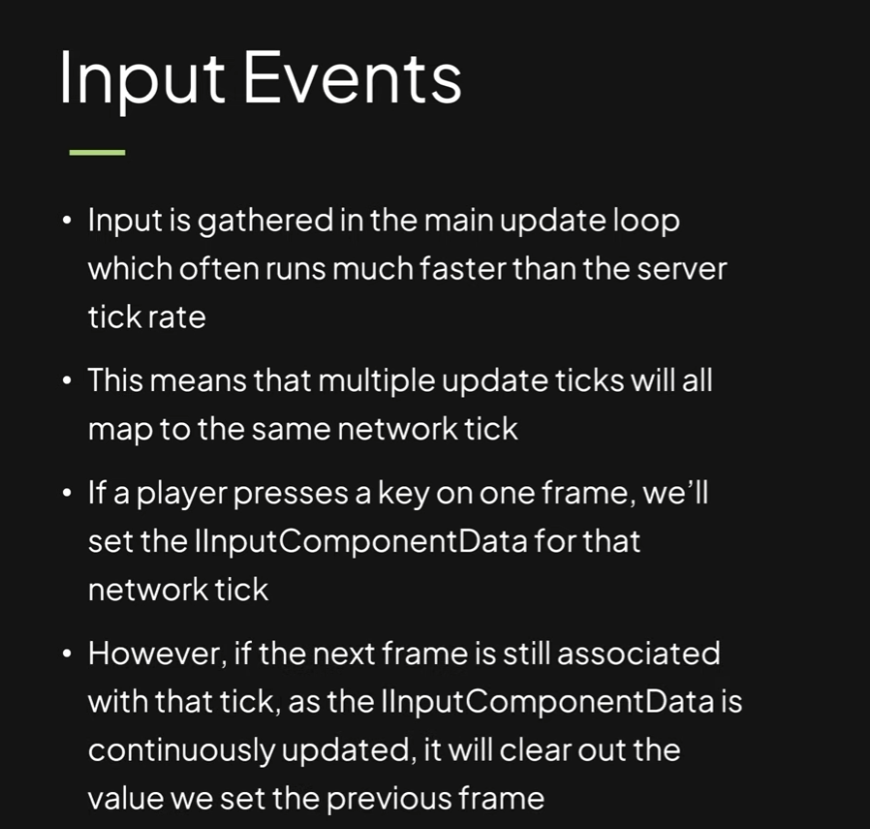 Input Events
• Input is gathered in the main update loop
which often runs much faster than the server
tick rate
• This means that multiple update ticks will all
map to the same network tick
• If a player presses a key on one frame, we’ll
set the IInputComponentData for that
network tick
• However, if the next frame is still associated
with that tick, as the IInputComponentData is
continuously updated, it will clear out the
value we set the previous frame